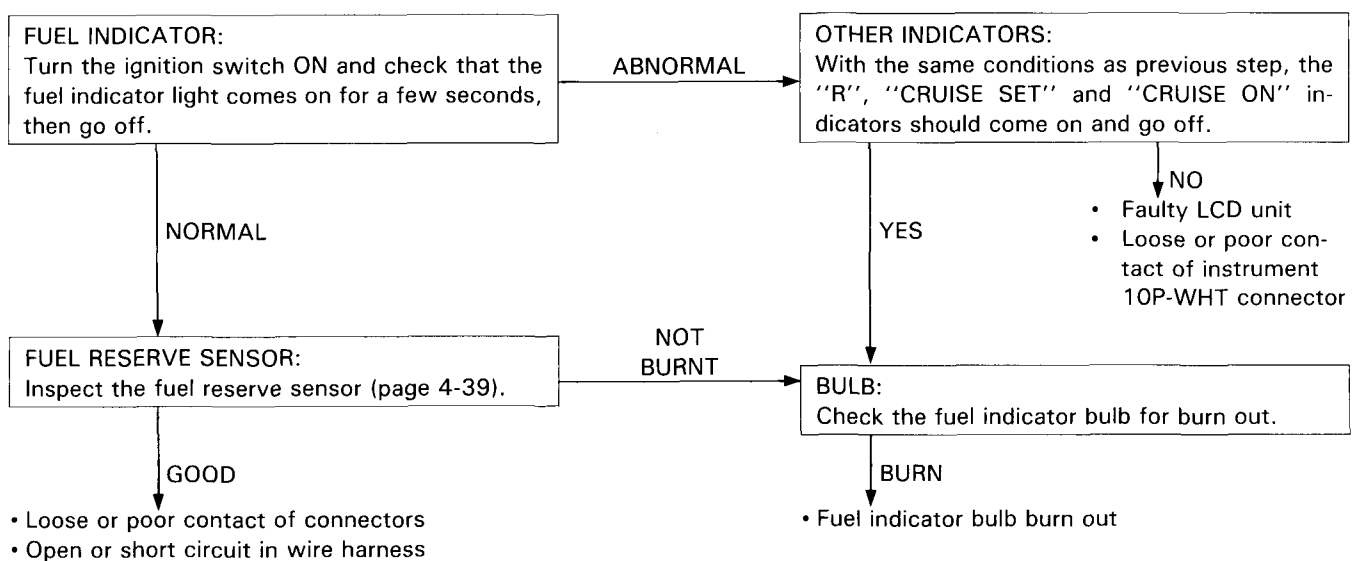 FUEL INDICATOR:
Turn the ignition switch ON and check that the
fuel indicator light comes on for a few seconds,
then go off.
ABNORMAL
OTHER INDICATORS:
With the same conditions as previous step, the
''R'', ''CRUISE SET'' and ''CRUISE ON'' in-
dicators should come on and go off.
NORMAL
YES
NO
• Faulty LCD unit
• Loose or poor con-
tact of instrument
10P-WHT connector
FUEL RESERVE SENSOR:
Inspect the fuel reserve sensor (page 4-39).
NOT
BURNT
BULB:
Check the fuel indicator bulb for burn out.
GOOD
• Loose or poor contact of connectors
• Open or short circuit in wire harness
BURN
• Fuel indicator bulb burn out